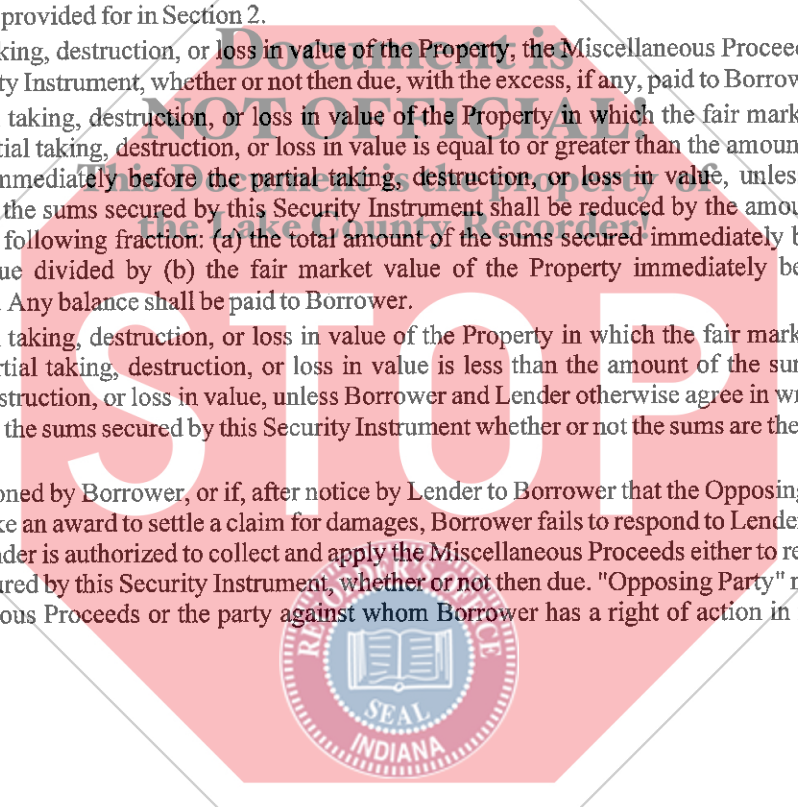 provided for in Section 2.
king, destruction, or loss in value of the Property, the Miscellaneous Proceed
ty Instrument, whether or not then due, with the excess, if any, paid to Borrow
taking, destruction, or loss in value of the Property in which the fair mark
tial taking, destruction, or loss in value is equal to or greater than the amoun
mmediately before the partial taking, destruction, or loss in value, unles
the sums secured by this Security Instrument shall be reduced by the amou
following fraction: (a) the total amount of the sums secured immediately b
ue divided by (b) the fair market value of the Property immediately be
. Any balance shall be paid to Borrower.
taking, destruction, or loss in value of the Property in which the fair mark
rtial taking, destruction, or loss in value is less than the amount of the sur
struction, or loss in value, unless Borrower and Lender otherwise agree in wr
the sums secured by this Security Instrument whether or not the sums are the
oned by Borrower, or if, after notice by Lender to Borrower that the Opposing
ke an award to settle a claim for damages, Borrower fails to respond to Lender
nder is authorized to collect and apply the Miscellaneous Proceeds either to re
ured by this Security Instrument, whether or not then due. "Opposing Party" r
ous Proceeds or the party against whom Borrower has a right of action in
Document is
NOT OFFICIAL!
This Document is the property of
the Lake County Recorder!
STOP
RECORDER'S OFFICE
SEAL
INDIANA